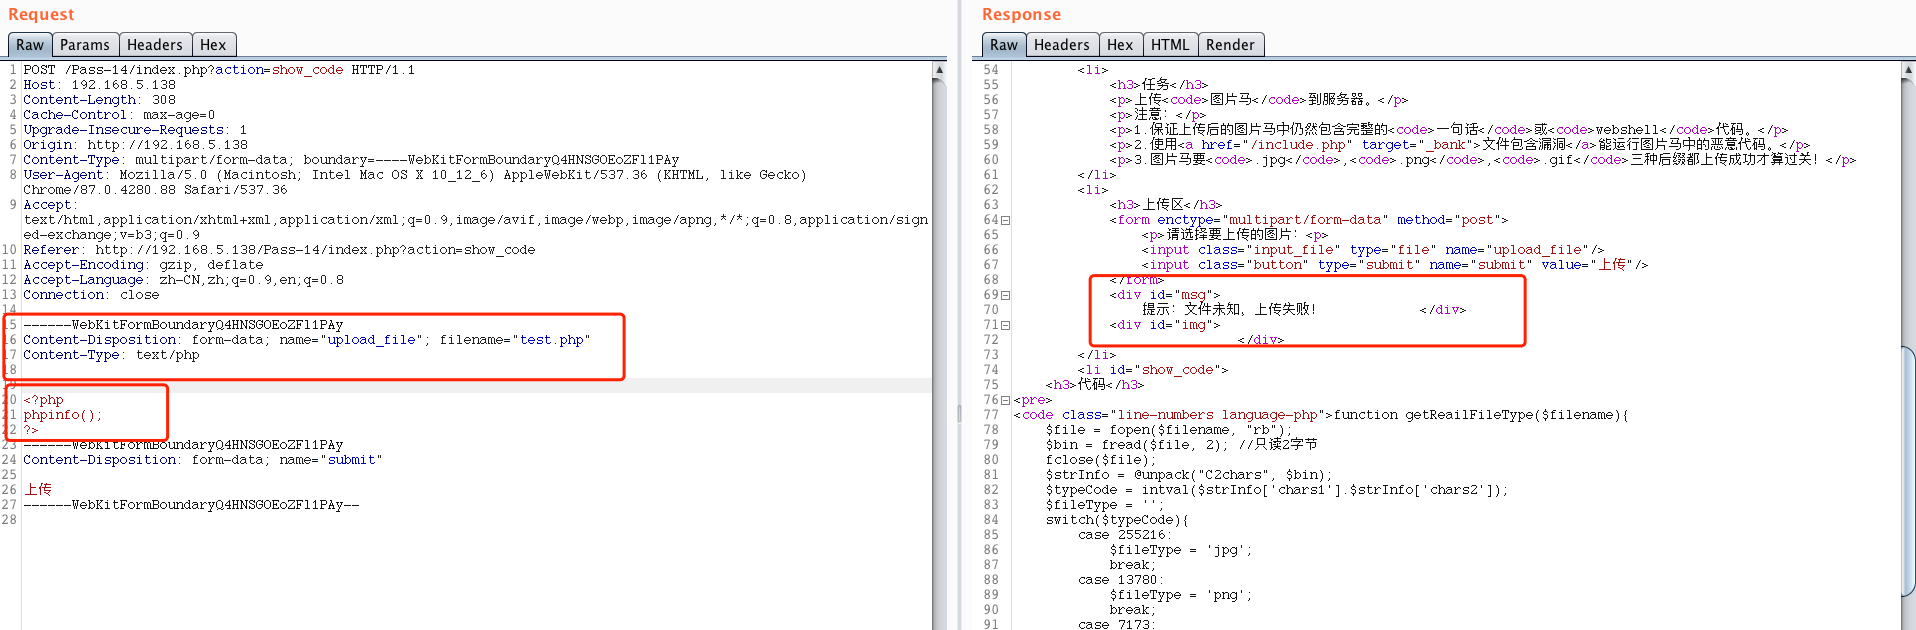 Request
Raw Params Headers Hex
1 POST /Pass-14/index.php?action=show_code HTTP/1.1
2 Host: 192.168.5.138
3 Content-Length: 308
4 Cache-Control: max-age=0
5 Upgrade-Insecure-Requests: 1
6 Origin: http://192.168.5.138
7 Content-Type: multipart/form-data; boundary=----WebKitFormBoundaryQ4HNSGOEoZFl1PAy
8 User-Agent: Mozilla/5.0 (Macintosh; Intel Mac OS X 10_12_6) AppleWebKit/537.36 (KHTML, like Gecko)
Chrome/87.0.4280.88 Safari/537.36
9 Accept:
text/html,application/xhtml+xml,application/xml;q=0.9,image/avif,image/webp,image/apng,*/*;q=0.8,application/sign
ed-exchange;v=b3;q=0.9
10 Referer: http://192.168.5.138/Pass-14/index.php?action=show_code
11 Accept-Encoding: gzip, deflate
12 Accept-Language: zh-CN,zh;q=0.9,en;q=0.8
13 Connection: close
14
15 ------WebKitFormBoundaryQ4HNSGOEoZFl1PAy
16 Content-Disposition: form-data; name="upload_file"; filename="test.php"
17 Content-Type: text/php
18
19
20 <?php
21 phpinfo();
22 ?>
23 ------WebKitFormBoundaryQ4HNSGOEoZFl1PAy
24 Content-Disposition: form-data; name="submit"
25
26 上传
27 ------WebKitFormBoundaryQ4HNSGOEoZFl1PAy--
28
Response
Raw Headers Hex HTML Render
54 <li>
55 <h3>任务</h3>
56 <p>上传<code>图片马</code>到服务器。</p>
57 <p>注意：</p>
58 <p>1.保证上传后的图片马中仍然包含完整的<code>一句话</code>或<code>webshell</code>代码。</p>
59 <p>2.使用<a href="/include.php" target="_bank">文件包含漏洞</a>能运行图片马中的恶意代码。</p>
60 <p>3.图片马要<code>.jpg</code>,<code>.png</code>,<code>.gif</code>三种后缀都上传成功才算过关！</p>
61 </li>
62 <li>
63 <h3>上传区</h3>
64 <form enctype="multipart/form-data" method="post">
65 <p>请选择要上传的图片：<p>
66 <input class="input_file" type="file" name="upload_file"/>
67 <input class="button" type="submit" name="submit" value="上传"/>
68 </form>
69 <div id="msg">
70 提示：文件未知，上传失败！ </div>
71 <div id="img">
72 </div>
73 </li>
74 <li id="show_code">
75 <h3>代码</h3>
76 <pre>
77 <code class="line-numbers language-php">function getReailFileType($filename){
78 $file = fopen($filename, "rb");
79 $bin = fread($file, 2); //只读2字节
80 fclose($file);
81 $strInfo = @unpack("C2chars", $bin);
82 $typeCode = intval($strInfo['chars1'].$strInfo['chars2']);
83 $fileType = '';
84 switch($typeCode){
85 case 255216:
86 $fileType = 'jpg';
87 break;
88 case 13780:
89 $fileType = 'png';
90 break;
91 case 7173: